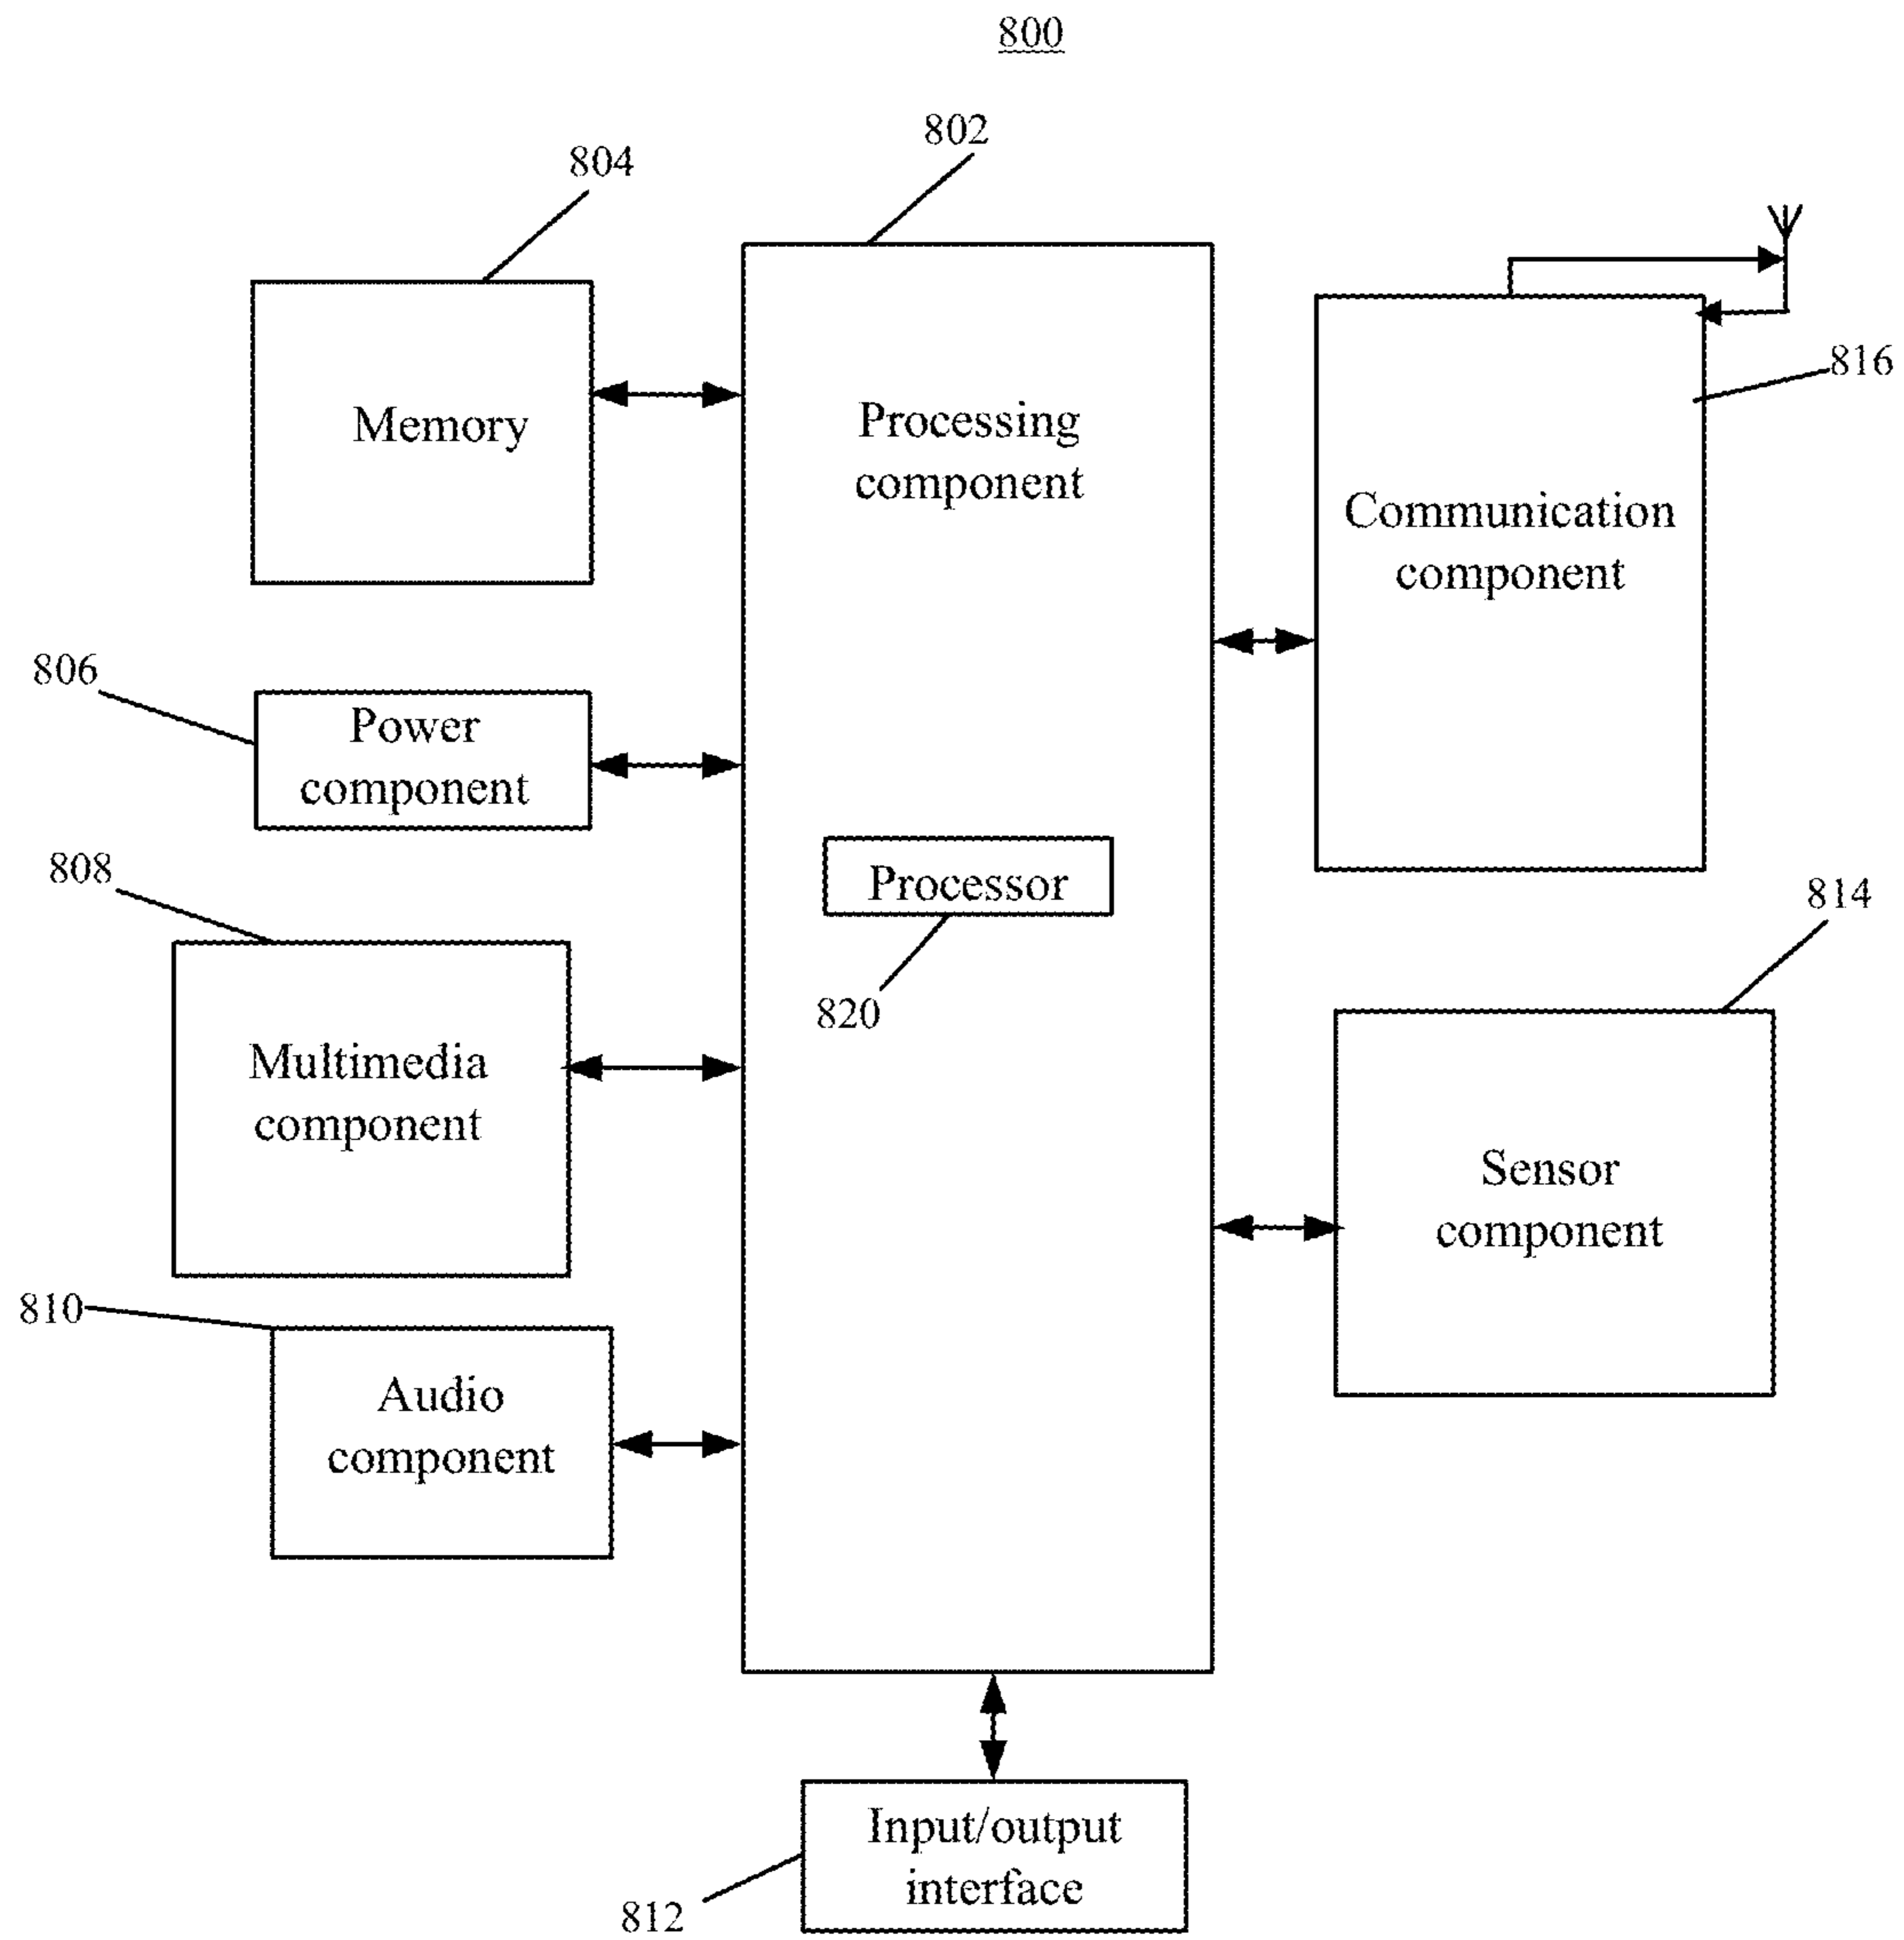 800
802
804
816
Memory
Processing
component
Communication
component
806
Power
component
808
Processor
820
814
Multimedia
component
Sensor
component
810
Audio
component
Input/output
interface
812